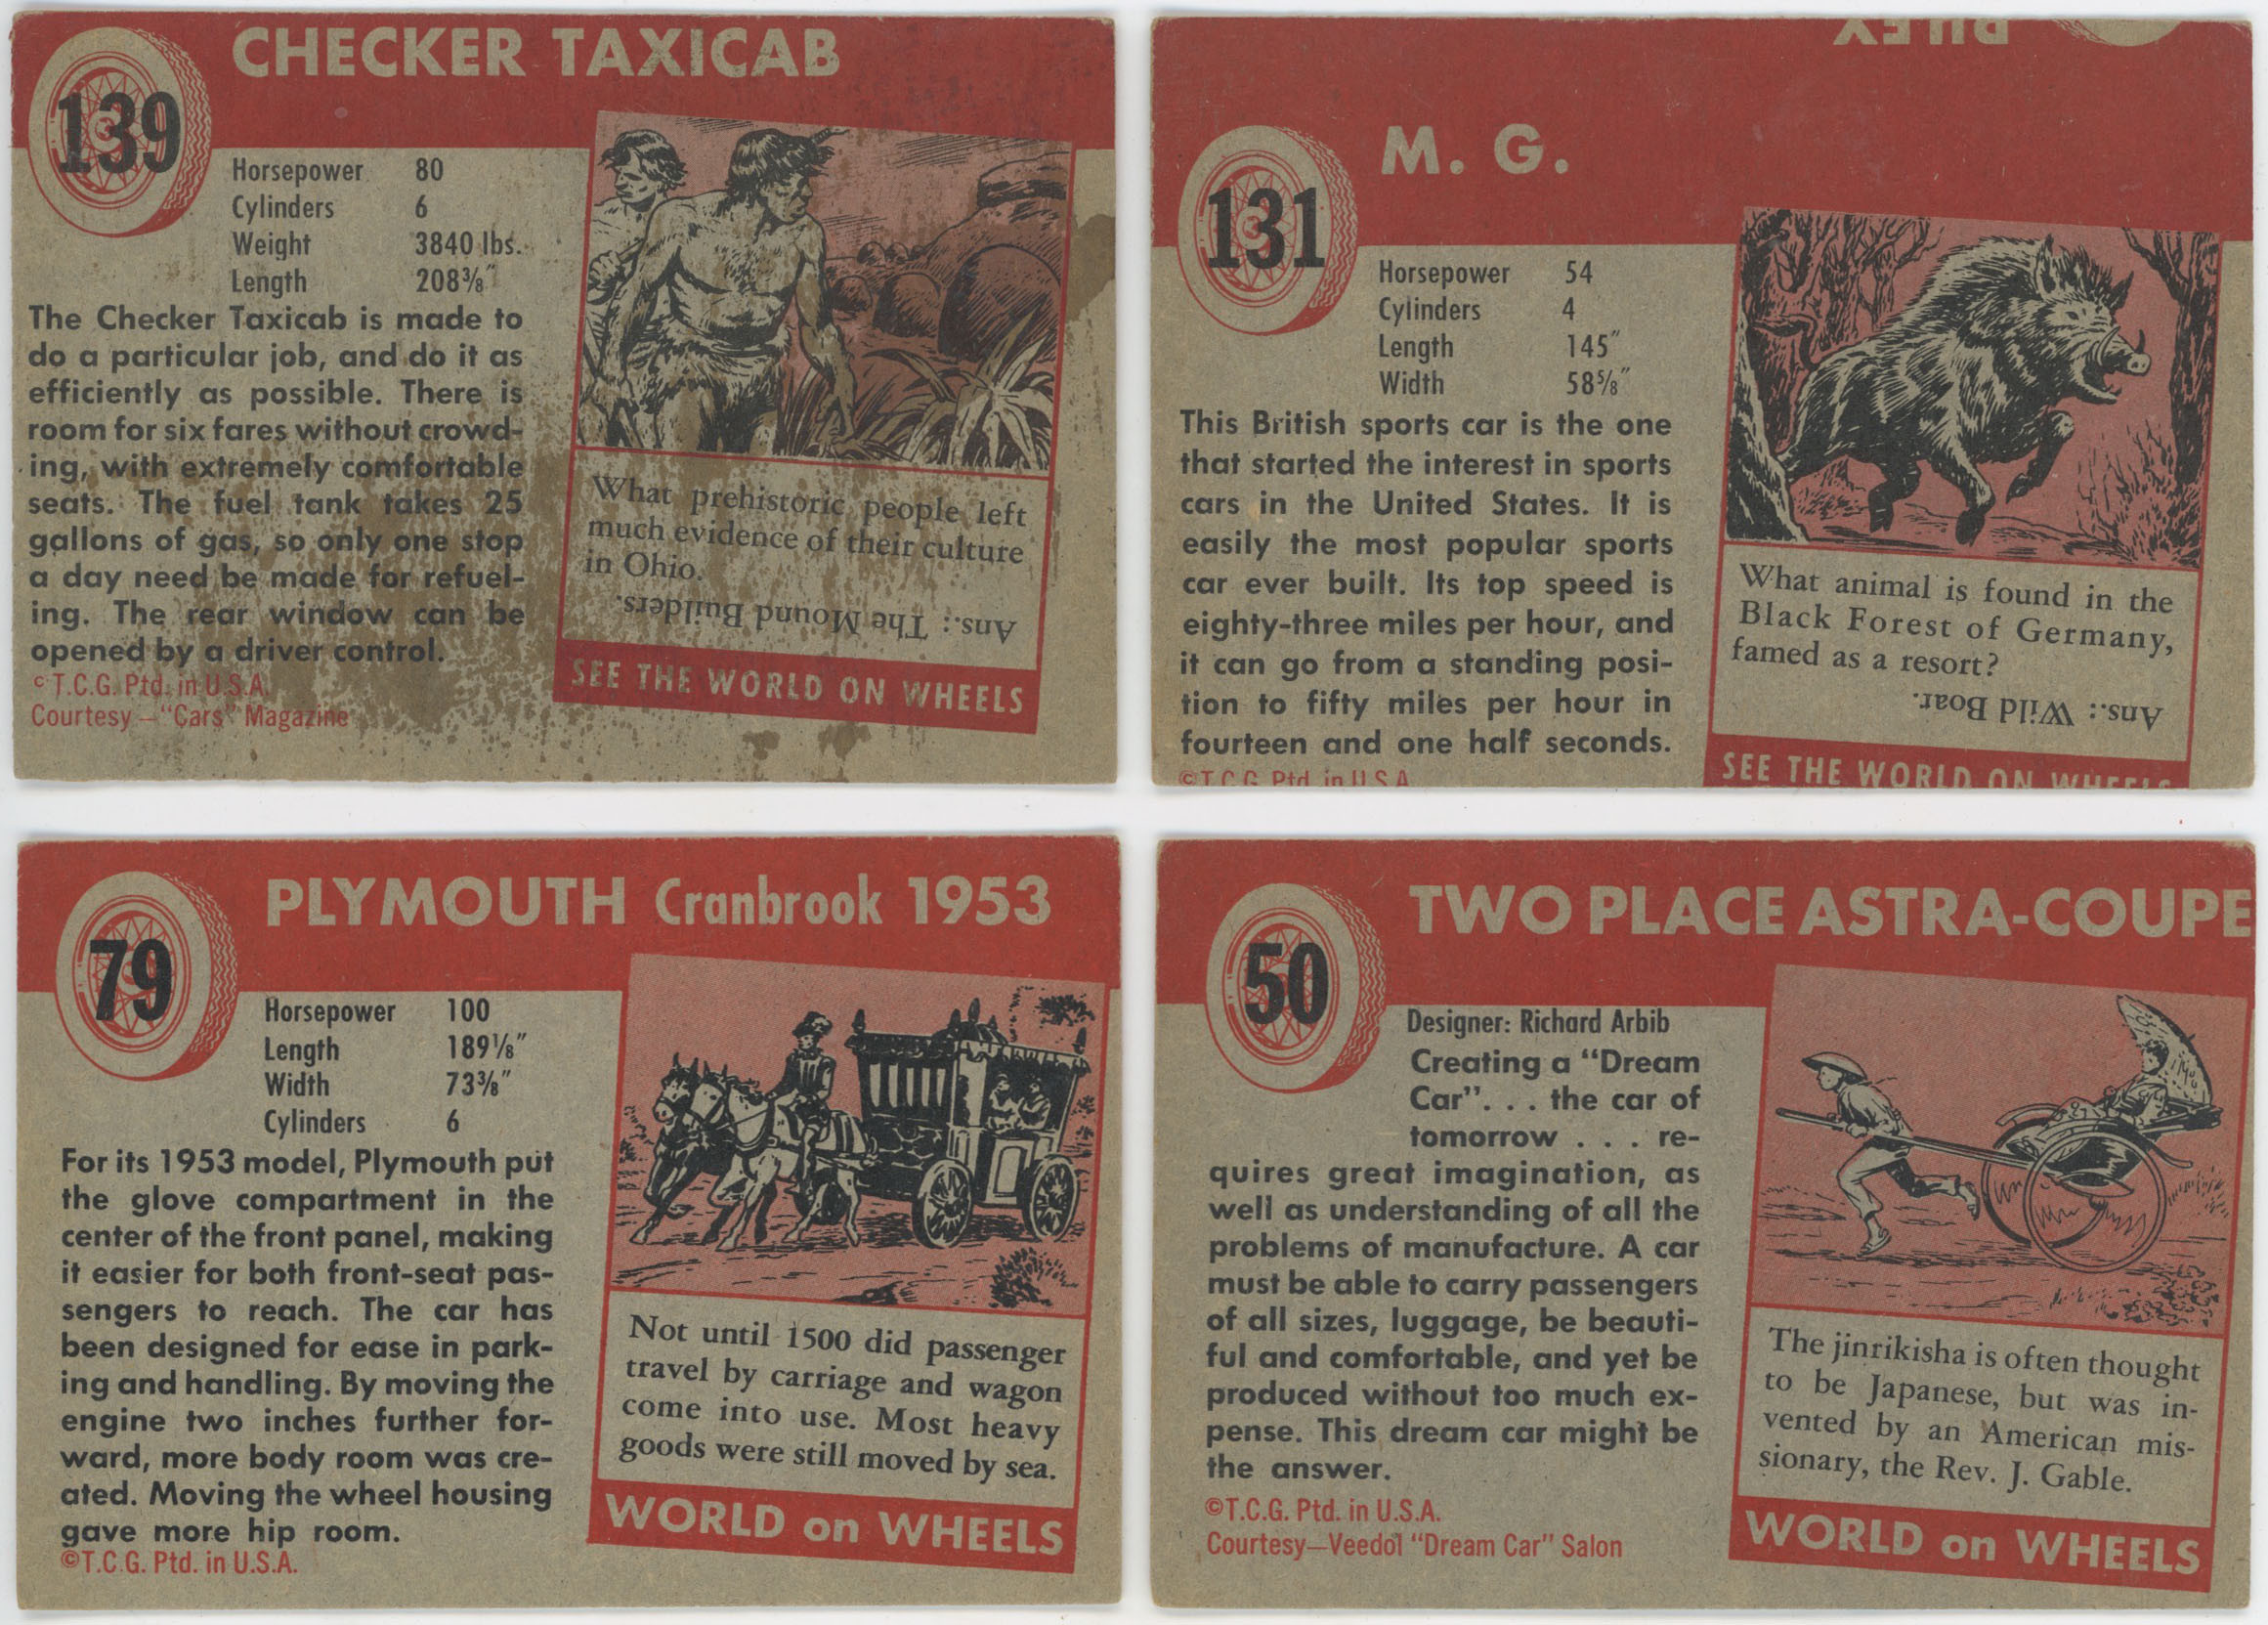 CHECKER TAXICAB
139
Horsepower 80
Cylinders 6
Weight 3840 lbs.
Length 208⅜″
The Checker Taxicab is made to
do a particular job, and do it as
efficiently as possible. There is
room for six fares without crowd-
ing, with extremely comfortable
seats. The fuel tank takes 25
gallons of gas, so only one stop
a day need be made for refuel-
ing. The rear window can be
opened by a driver control.
© T.C.G. Ptd. in U.S.A.
Courtesy—"Cars" Magazine
What prehistoric people left
much evidence of their culture
in Ohio.
Ans.: The Mound Builders.
SEE THE WORLD ON WHEELS
RILEY
M. G.
131
Horsepower 54
Cylinders 4
Length 145″
Width 58⅝″
This British sports car is the one
that started the interest in sports
cars in the United States. It is
easily the most popular sports
car ever built. Its top speed is
eighty-three miles per hour, and
it can go from a standing posi-
tion to fifty miles per hour in
fourteen and one half seconds.
©T.C.G. Ptd. in U.S.A.
What animal is found in the
Black Forest of Germany,
famed as a resort?
Ans.: Wild Boar.
SEE THE WORLD ON WHEELS
PLYMOUTH Cranbrook 1953
79
Horsepower 100
Length 189⅛″
Width 73⅜″
Cylinders 6
For its 1953 model, Plymouth put
the glove compartment in the
center of the front panel, making
it easier for both front-seat pas-
sengers to reach. The car has
been designed for ease in park-
ing and handling. By moving the
engine two inches further for-
ward, more body room was cre-
ated. Moving the wheel housing
gave more hip room.
©T.C.G. Ptd. in U.S.A.
Not until 1500 did passenger
travel by carriage and wagon
come into use. Most heavy
goods were still moved by sea.
WORLD on WHEELS
TWO PLACE ASTRA-COUPE
50
Designer: Richard Arbib
Creating a "Dream
Car". . . the car of
tomorrow . . . re-
quires great imagination, as
well as understanding of all the
problems of manufacture. A car
must be able to carry passengers
of all sizes, luggage, be beauti-
ful and comfortable, and yet be
produced without too much ex-
pense. This dream car might be
the answer.
©T.C.G. Ptd. in U.S.A.
Courtesy—Veedol "Dream Car" Salon
The jinrikisha is often thought
to be Japanese, but was in-
vented by an American mis-
sionary, the Rev. J. Gable.
WORLD on WHEELS